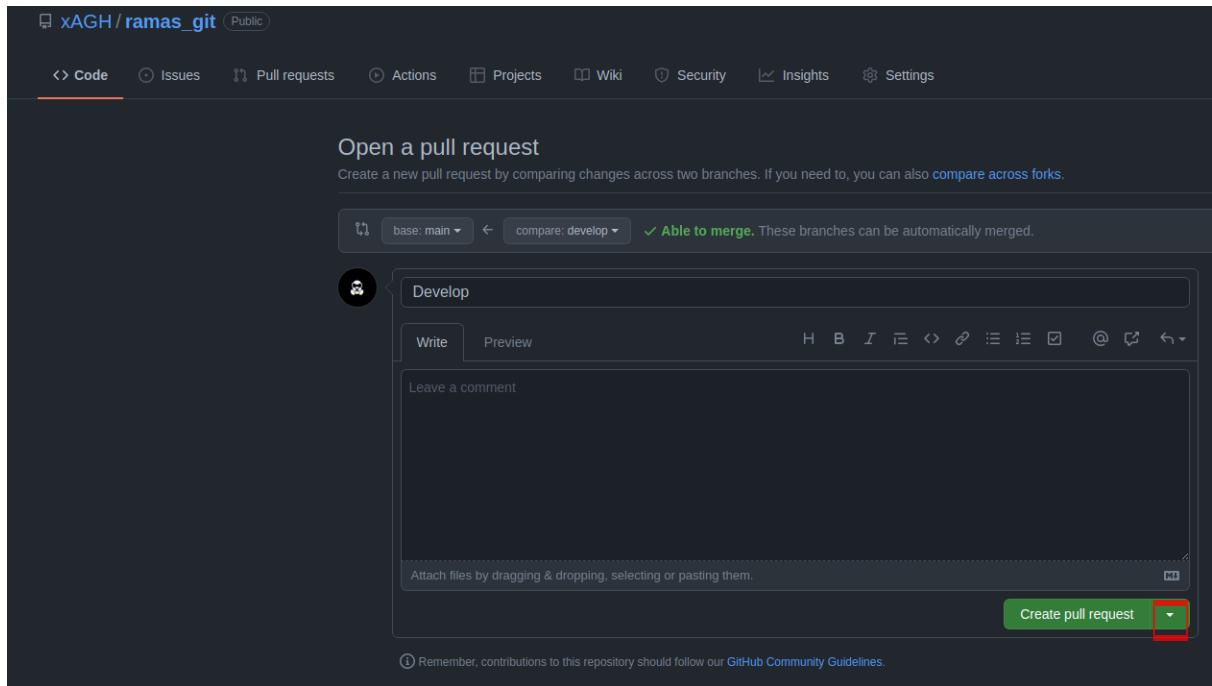 xAGH / ramas_git Public
<> Code Issues Pull requests Actions Projects Wiki Security Insights Settings
Open a pull request
Create a new pull request by comparing changes across two branches. If you need to, you can also compare across forks.
base: main ← compare: develop ✓ Able to merge. These branches can be automatically merged.
Develop
Write Preview H B I <> @
Leave a comment
Attach files by dragging & dropping, selecting or pasting them.
Create pull request
Remember, contributions to this repository should follow our GitHub Community Guidelines.